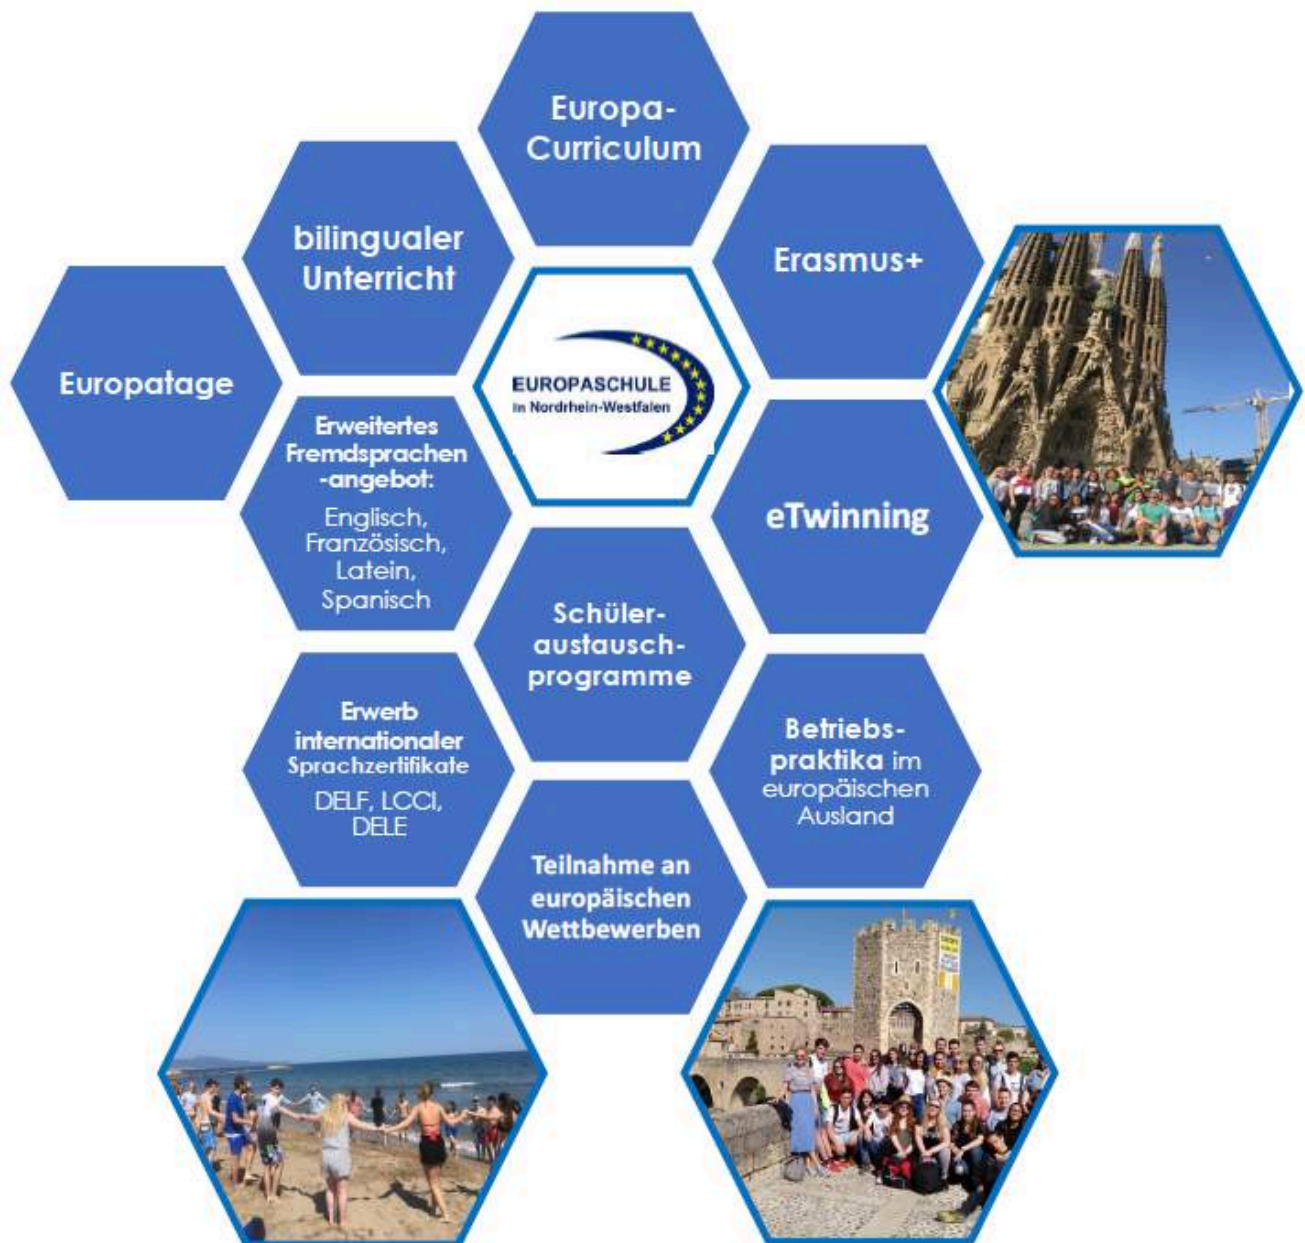 Europa-
Curriculum
bilingualer
Unterricht
Erasmus+
Europatage
EUROPASCHULE
in Nordrhein-Westfalen
Erweitertes
Fremdsprachen
-angebot:
Englisch,
Französisch,
Latein,
Spanisch
eTwinning
Schüler-
austausch-
programme
Erwerb
internationaler
Sprachzertifikate
DELF, LCCI,
DELE
Betriebs-
praktika im
europäischen
Ausland
Teilnahme an
europäischen
Wettbewerben